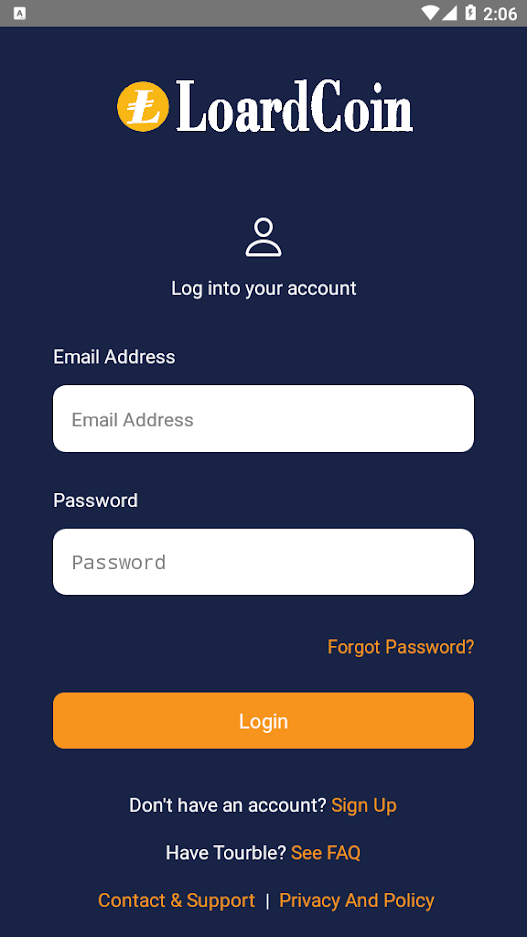 2:06
LoardCoin
Log into your account
Email Address
Email Address
Password
Password
Forgot Password?
Login
Don't have an account? Sign Up
Have Tourble? See FAQ
Contact & Support | Privacy And Policy